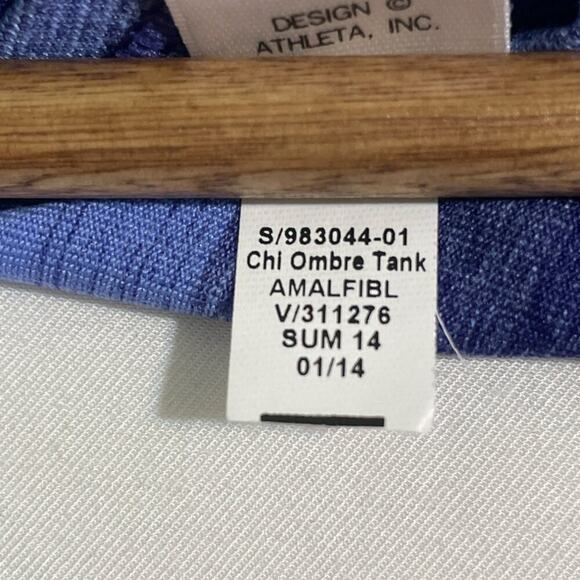 DESIGN ©
ATHLETA, INC.
S/983044-01
Chi Ombre Tank
AMALFIBL
V/311276
SUM 14
01/14